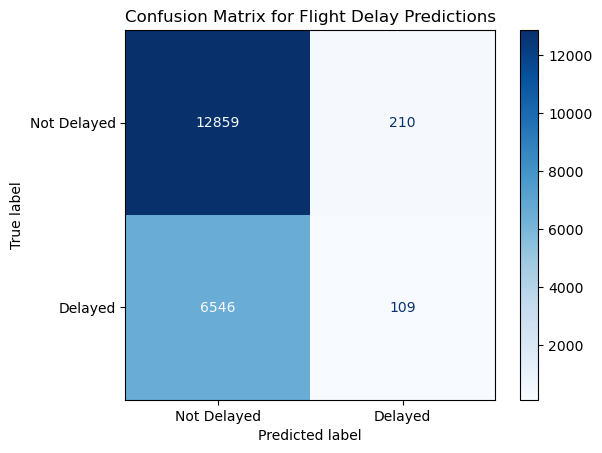 Confusion Matrix for Flight Delay Predictions
True label
Not Delayed
12859
210
Delayed
6546
109
Not Delayed
Delayed
Predicted label
12000
10000
8000
6000
4000
2000